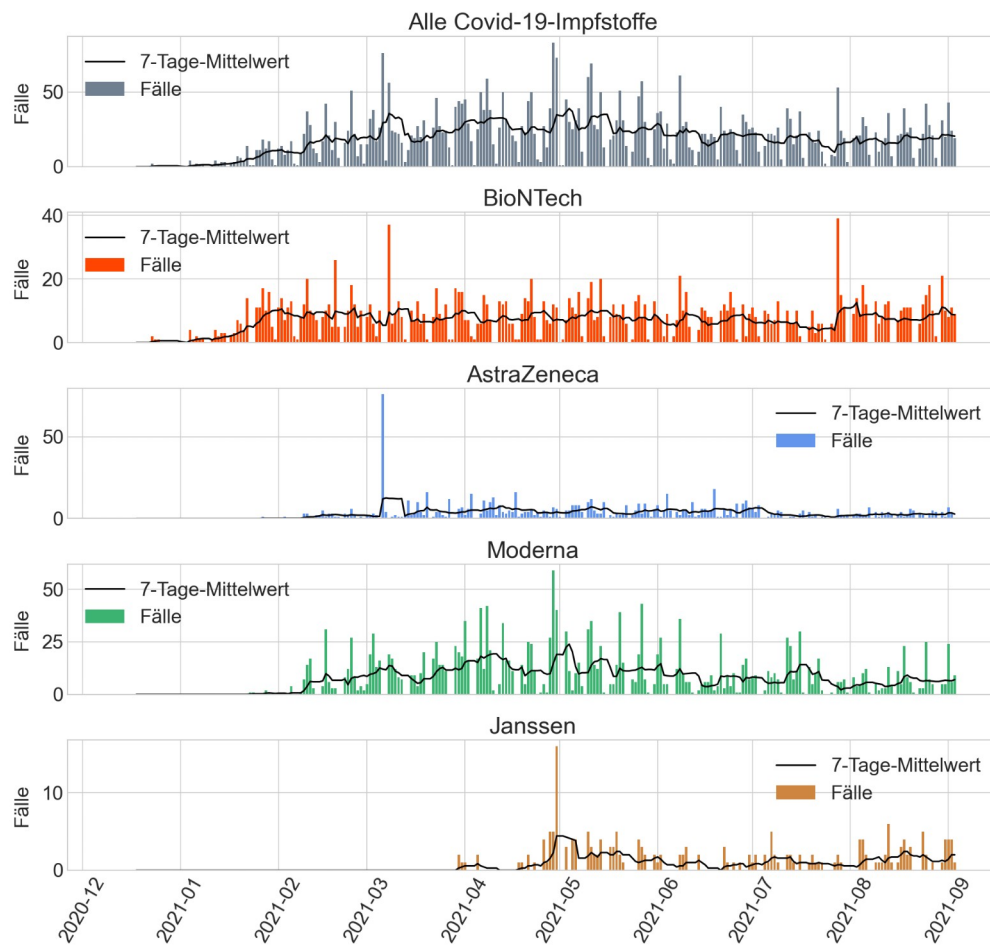 Alle Covid-19-Impfstoffe
Fälle
50
0
7-Tage-Mittelwert
Fälle
BioNTech
Fälle
40
20
0
7-Tage-Mittelwert
Fälle
AstraZeneca
Fälle
50
0
7-Tage-Mittelwert
Fälle
Moderna
Fälle
50
25
0
7-Tage-Mittelwert
Fälle
Janssen
Fälle
10
0
7-Tage-Mittelwert
Fälle
2020-12
2021-01
2021-02
2021-03
2021-04
2021-05
2021-06
2021-07
2021-08
2021-09